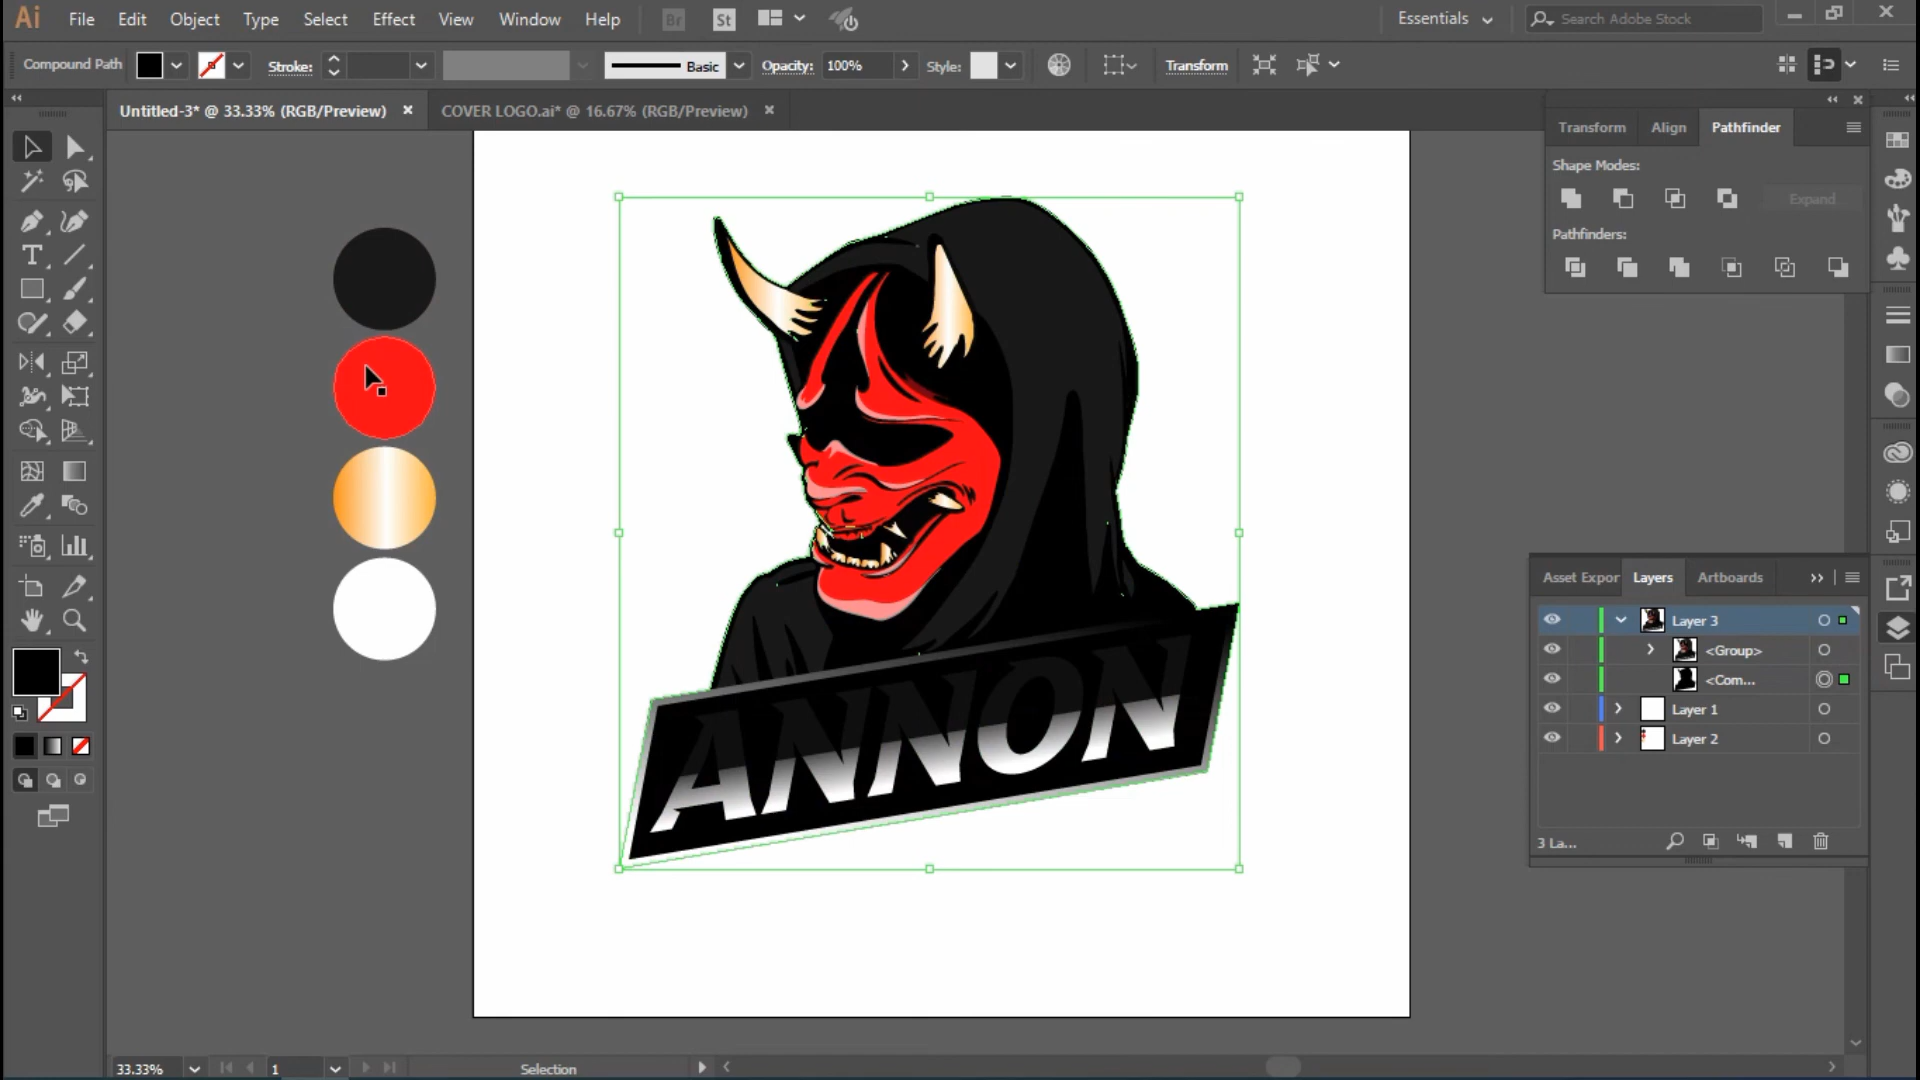 Ai File Edit Object Type Select Effect View Window Help Br St Essentials Search Adobe Stock
Compound Path Stroke: Basic Opacity: 100% Style: Transform
Untitled-3* @ 33.33% (RGB/Preview) COVER LOGO.ai* @ 16.67% (RGB/Preview)
Transform Align Pathfinder
Shape Modes:
Expand
Pathfinders:
Asset Expor Layers Artboards
Layer 3
<Group>
<Com...
Layer 1
Layer 2
3 La...
ANNON
33.33% 1 Selection